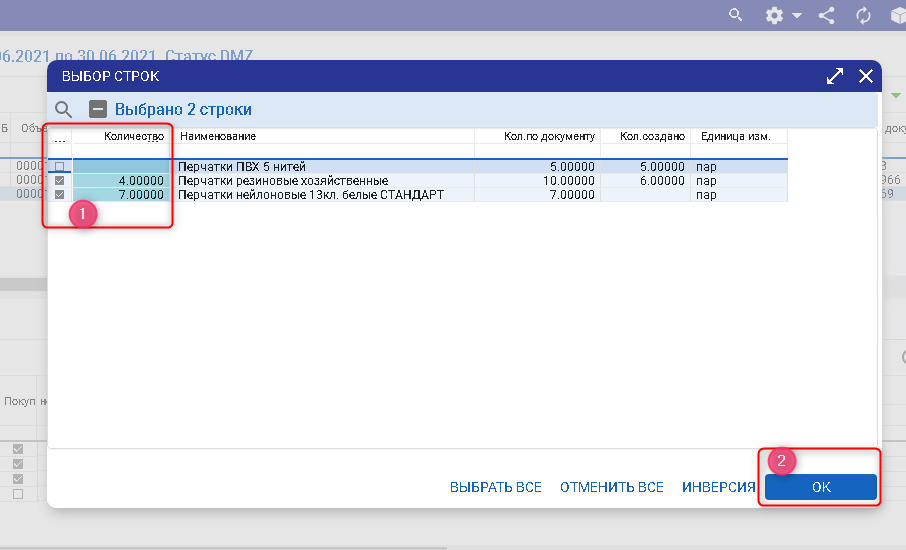 06.2021 по 30.06.2021. Статус DMZ
ВЫБОР СТРОК
Выбрано 2 строки
Б Объе
доку
... Количество Наименование Кол.по документу Кол.создано Единица изм.
0000 Перчатки ПВХ 5 нитей 5.00000 5.00000 пар 3
0000 4.00000 Перчатки резиновые хозяйственные 10.00000 6.00000 пар 966
0000 7.00000 Перчатки нейлоновые 13кл. белые СТАНДАРТ 7.00000 пар 69
1
Покуп
2
ВЫБРАТЬ ВСЕ ОТМЕНИТЬ ВСЕ ИНВЕРСИЯ ОК